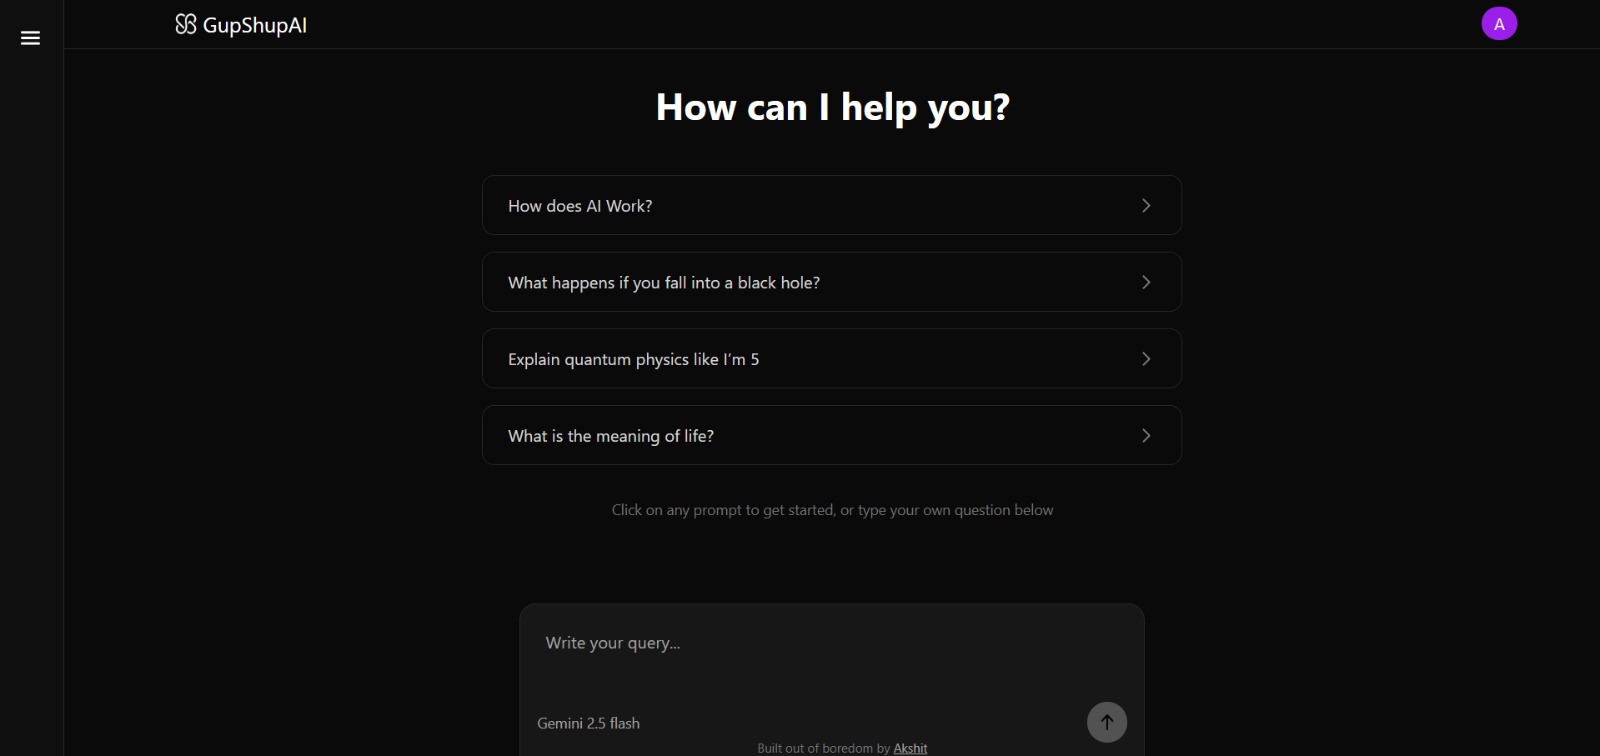 GupShupAI
A
How can I help you?
How does AI Work?
What happens if you fall into a black hole?
Explain quantum physics like I'm 5
What is the meaning of life?
Click on any prompt to get started, or type your own question below
Write your query...
Gemini 2.5 flash
Built out of boredom by Akshit